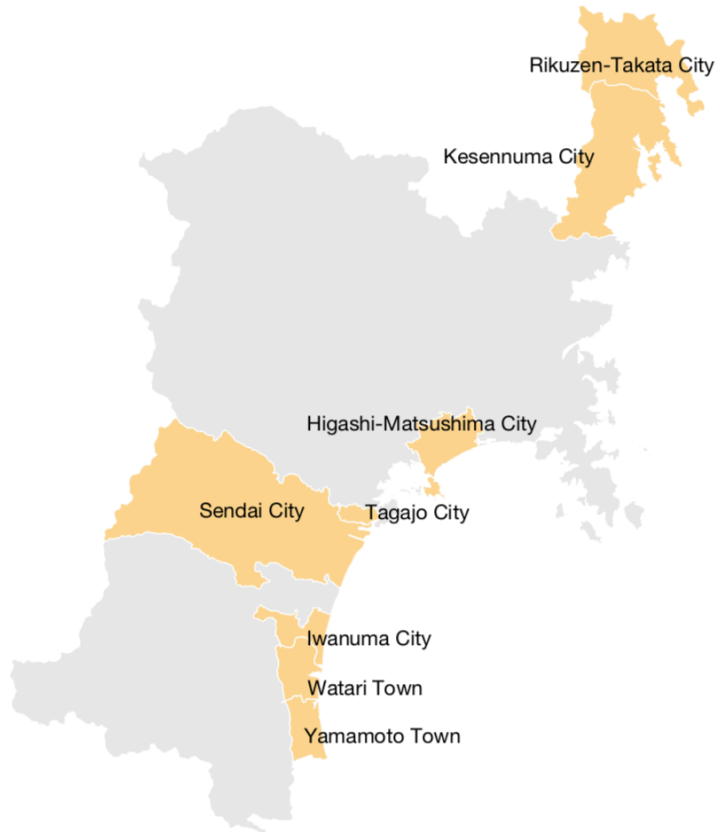 Rikuzen-Takata City
Kesennuma City
Higashi-Matsushima City
Sendai City
Tagajo City
Iwanuma City
Watari Town
Yamamoto Town